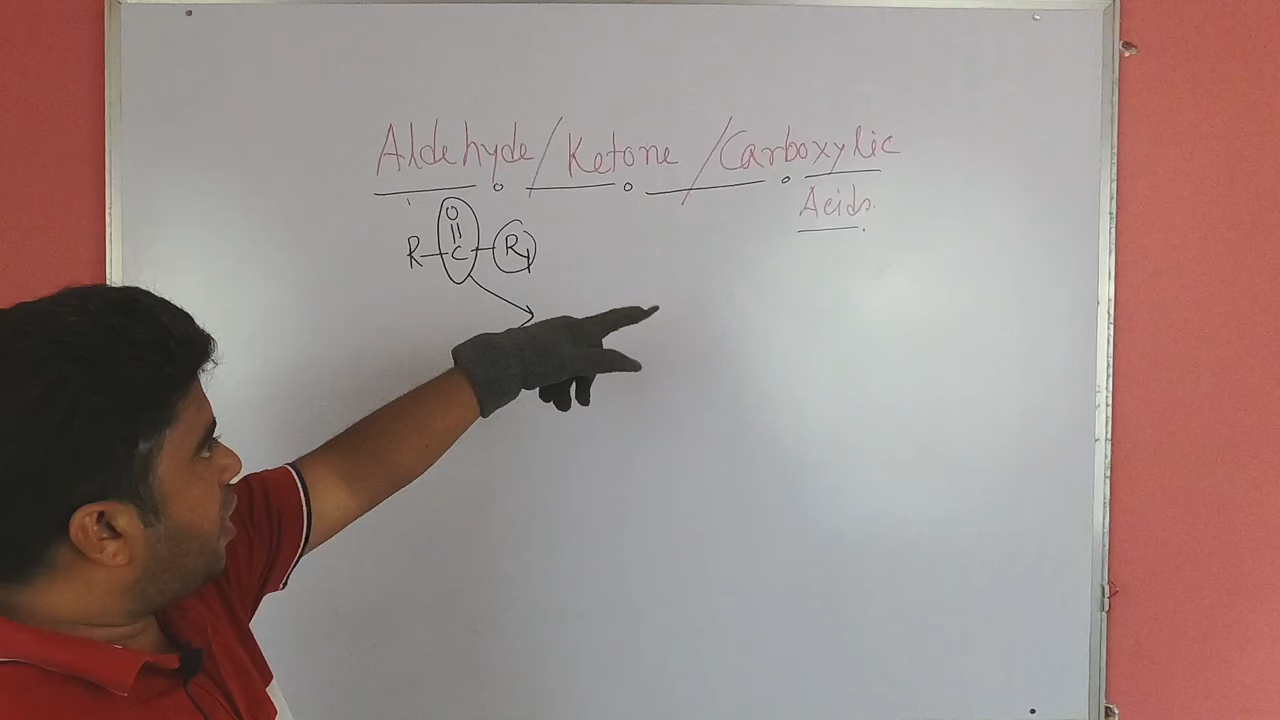 Aldehyde/Ketone/Carboxylic
Acids.
O
||
R-C-R1